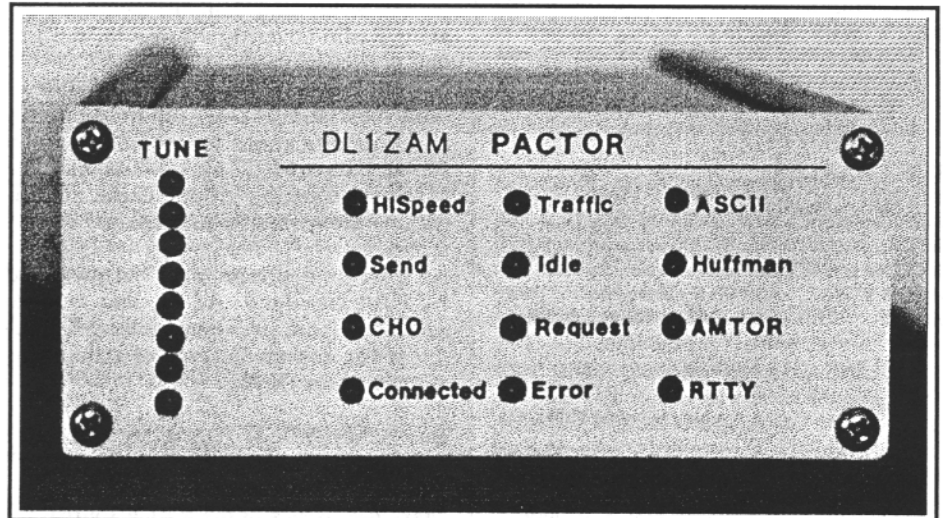 TUNE DL1ZAM PACTOR
HISpeed Traffic ASCII
Send Idle Huffman
CHO Request AMTOR
Connected Error RTTY